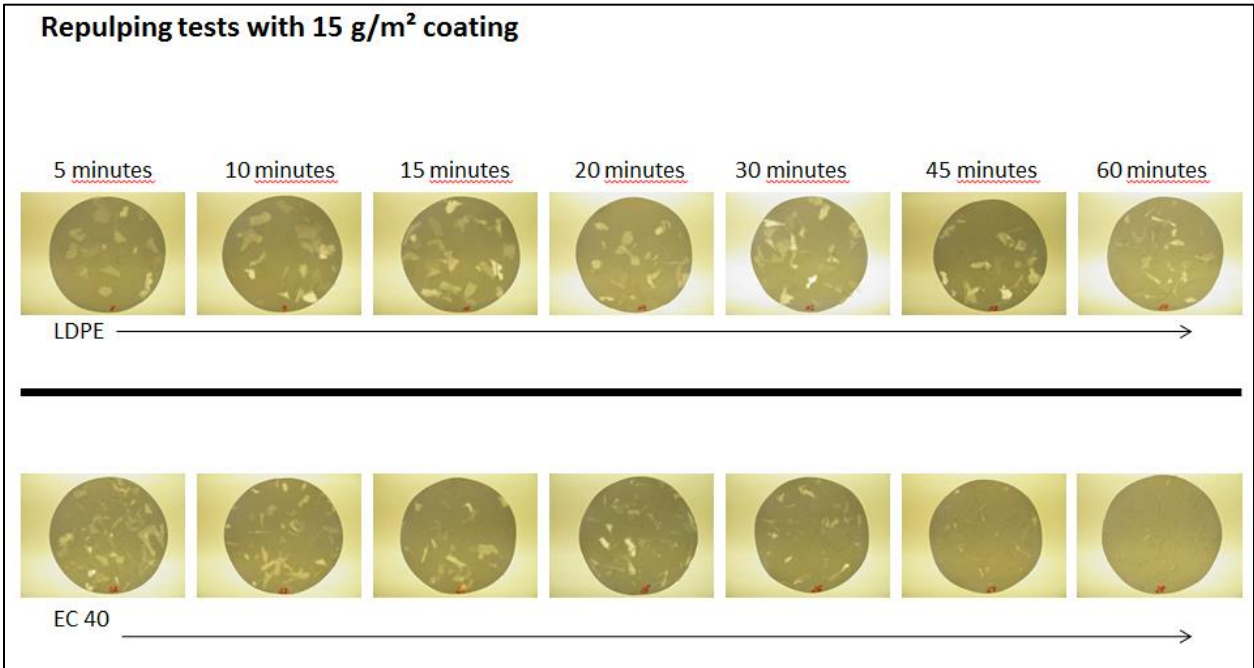 Repulping tests with 15 g/m² coating
5 minutes 10 minutes 15 minutes 20 minutes 30 minutes 45 minutes 60 minutes
LDPE
EC 40